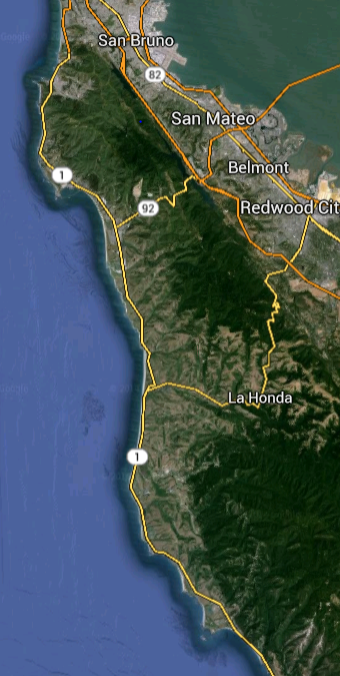 San Bruno
82
San Mateo
Belmont
1
92
Redwood Cit
La Honda
1